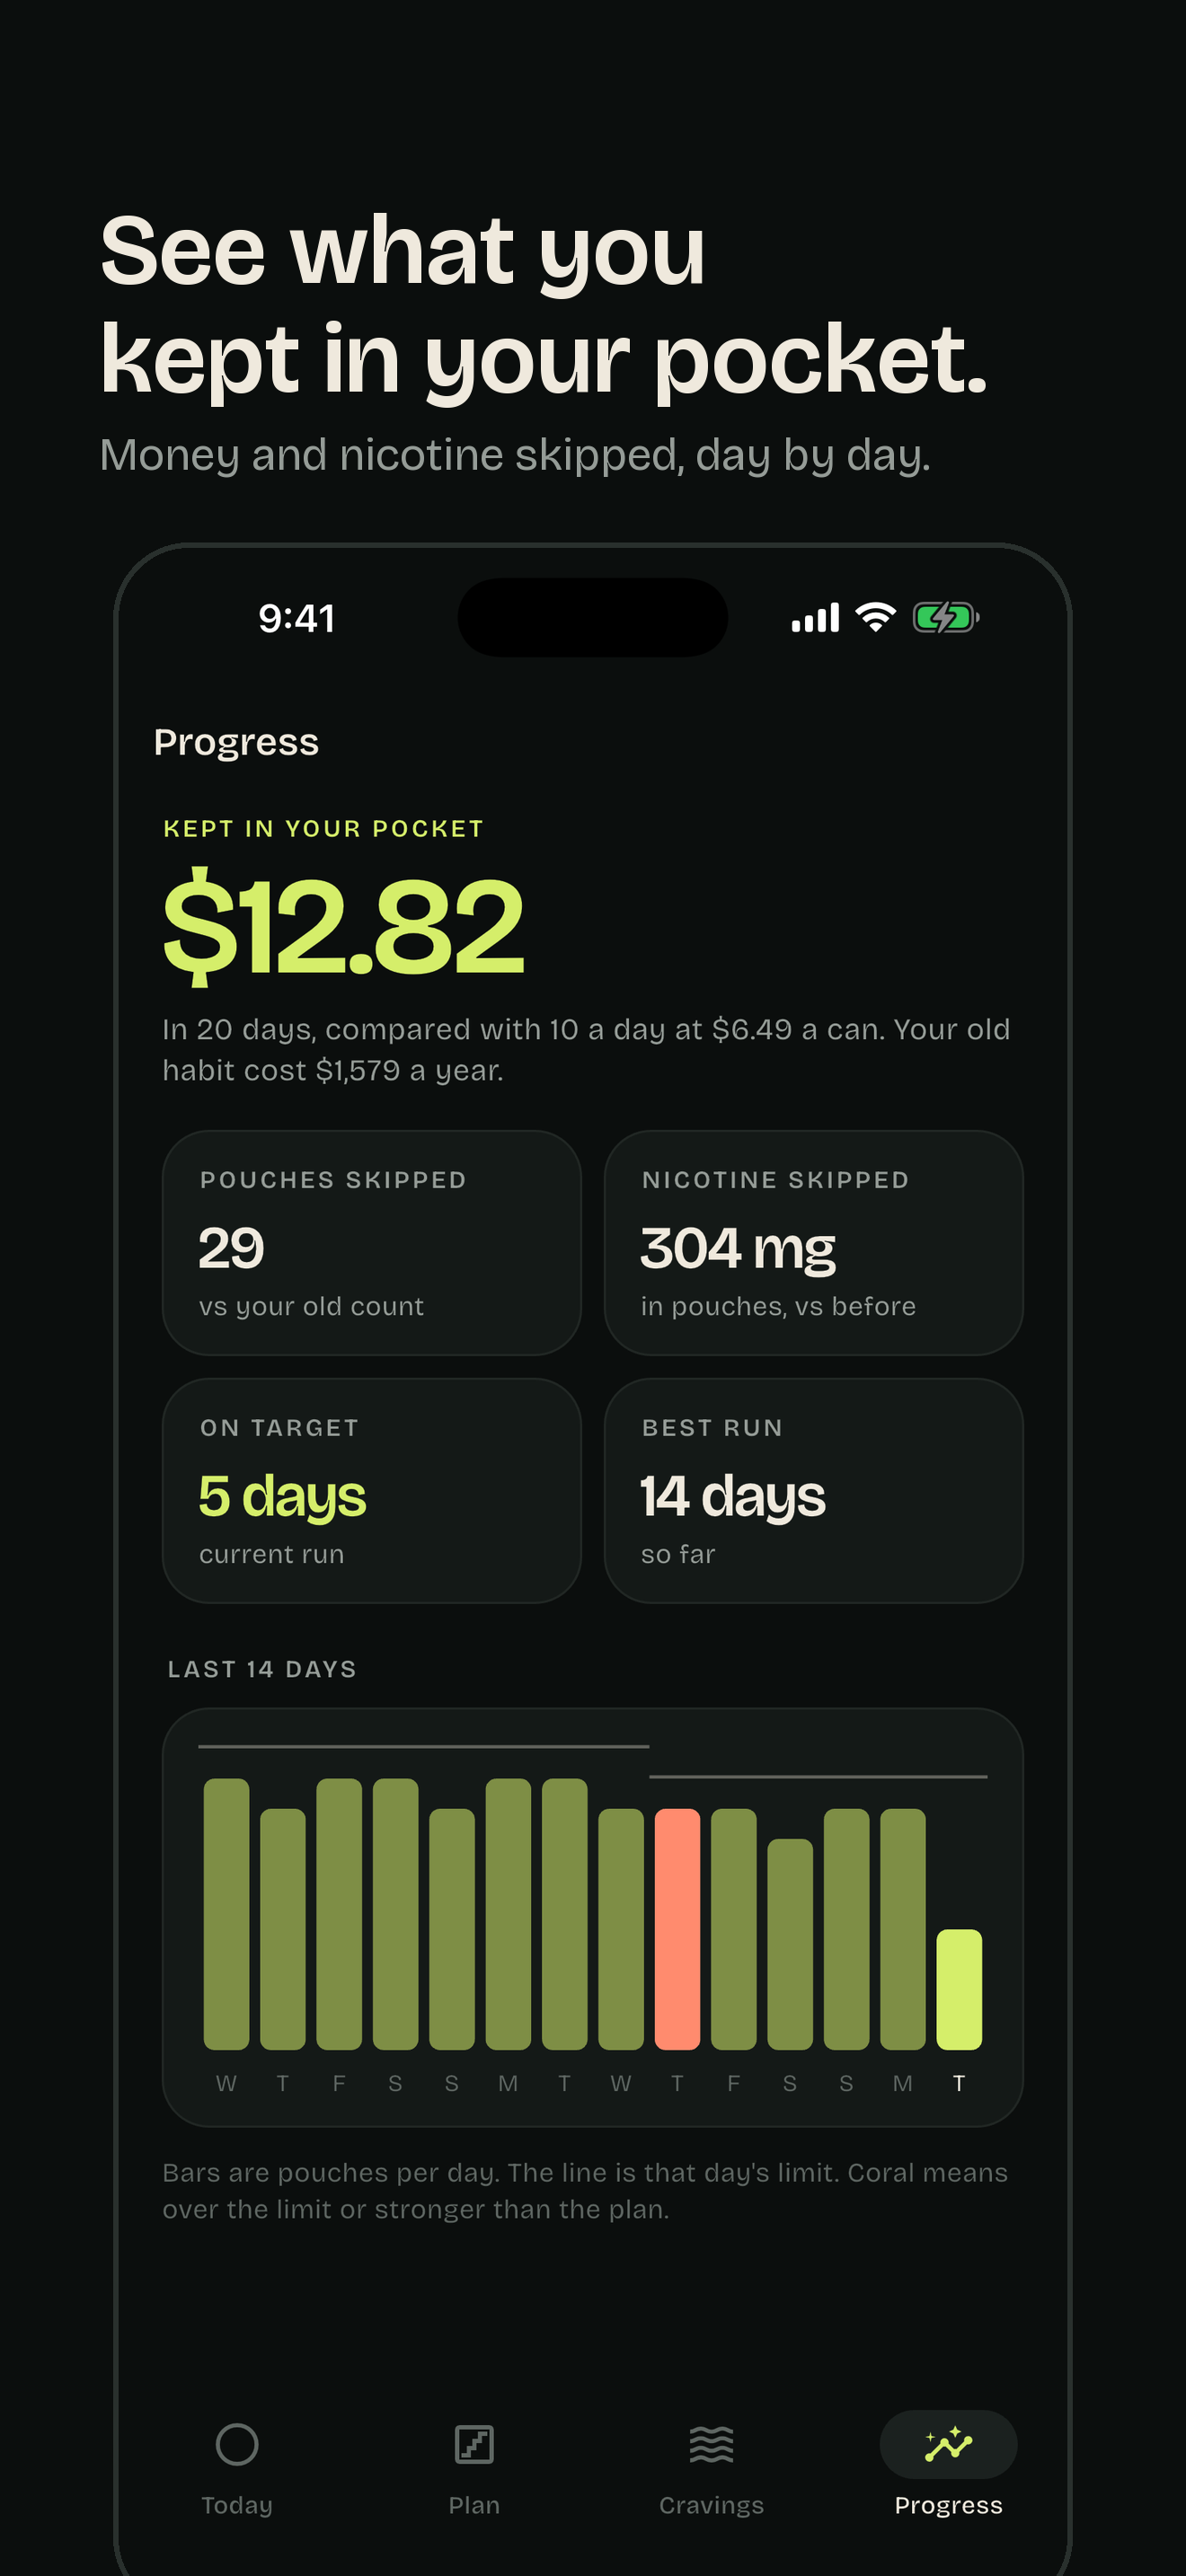 See what you
kept in your pocket.
Money and nicotine skipped, day by day.
9:41
Progress
KEPT IN YOUR POCKET
$12.82
In 20 days, compared with 10 a day at $6.49 a can. Your old
habit cost $1,579 a year.
POUCHES SKIPPED
29
vs your old count
NICOTINE SKIPPED
304 mg
in pouches, vs before
ON TARGET
5 days
current run
BEST RUN
14 days
so far
LAST 14 DAYS
W T F S S M T W T F S S M T
Bars are pouches per day. The line is that day's limit. Coral means
over the limit or stronger than the plan.
Today Plan Cravings Progress